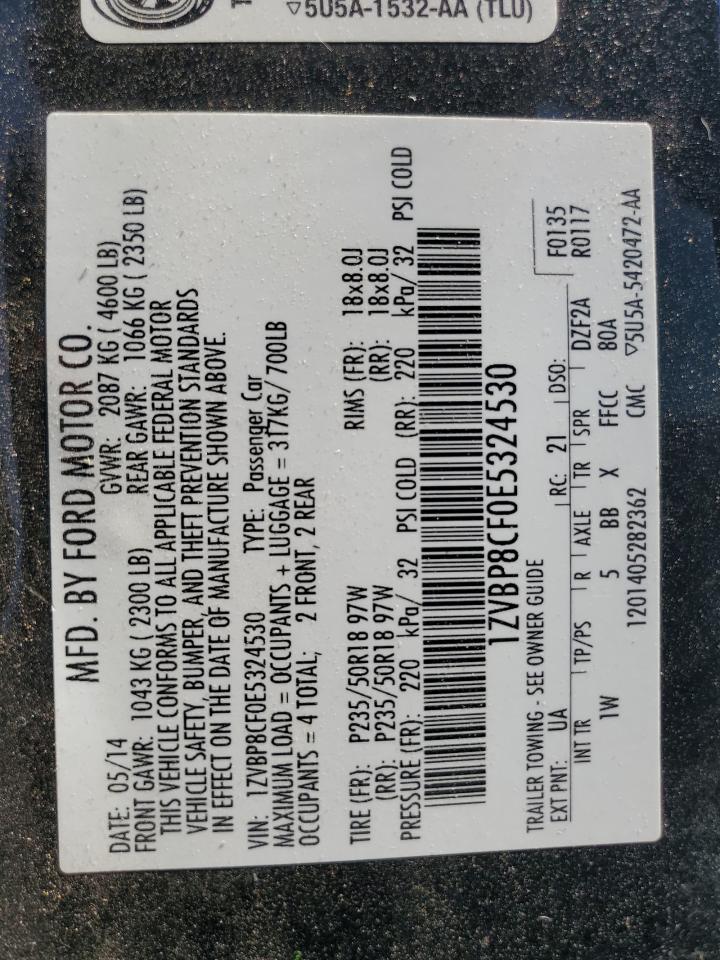 ▽5U5A-1532-AA (TLU)
MFD. BY FORD MOTOR CO.
DATE: 05/14 GVWR: 2087 KG ( 4600 LB)
FRONT GAWR: 1043 KG ( 2300 LB) REAR GAWR: 1066 KG ( 2350 LB)
THIS VEHICLE CONFORMS TO ALL APPLICABLE FEDERAL MOTOR
VEHICLE SAFETY, BUMPER, AND THEFT PREVENTION STANDARDS
IN EFFECT ON THE DATE OF MANUFACTURE SHOWN ABOVE.
VIN: 1ZVBP8CF0E5324530 TYPE: Passenger Car
MAXIMUM LOAD = OCCUPANTS + LUGGAGE = 317KG/ 700LB
OCCUPANTS = 4 TOTAL; 2 FRONT, 2 REAR
TIRE (FR): P235/50R18 97W RIMS (FR): 18x8.0J
(RR): P235/50R18 97W (RR): 18x8.0J
PRESSURE (FR): 220 kPa/ 32 PSI COLD (RR): 220 kPa/ 32 PSI COLD
1ZVBP8CF0E5324530
TRAILER TOWING - SEE OWNER GUIDE F0135
EXT PNT: UA RC: 21 DSO: R0117
INT TR TP/PS R AXLE TR SPR DZF2A
1W 5 BB X FFCC 80A
1201405282362 CMC ▽5U5A-5420472-AA